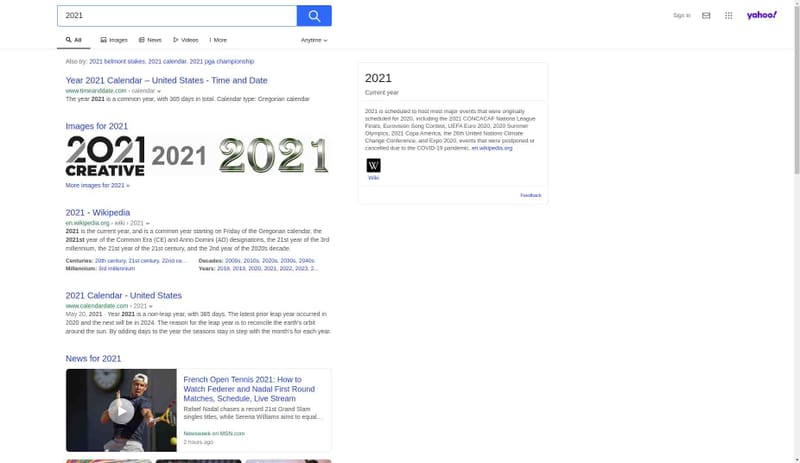 2021
Sign In
yahoo!
All
Images
News
Videos
More
Anytime
Also try: 2021 belmont stakes, 2021 calendar, 2021 pga championship
Year 2021 Calendar – United States - Time and Date
www.timeanddate.com › calendar
The year 2021 is a common year, with 365 days in total. Calendar type: Gregorian calendar
Images for 2021
2021
CREATIVE
2021
2021
More images for 2021 »
2021 - Wikipedia
en.wikipedia.org › wiki › 2021
2021 is the current year, and is a common year starting on Friday of the Gregorian calendar, the
2021st year of the Common Era (CE) and Anno Domini (AD) designations, the 21st year of the 3rd
millennium, the 21st year of the 21st century, and the 2nd year of the 2020s decade.
Centuries: 20th century, 21st century, 22nd ce...
Decades: 2000s, 2010s, 2020s, 2030s, 2040s.
Millennium: 3rd millennium
Years: 2018, 2019, 2020, 2021, 2022, 2023, 2...
2021 Calendar - United States
www.calendardate.com › 2021
May 20, 2021 · Year 2021 is a non-leap year, with 365 days. The latest prior leap year occurred in
2020 and the next will be in 2024. The reason for the leap year is to reconcile the earth's orbit
around the sun. By adding days to the year the seasons stay in step with the month's for each year.
News for 2021
French Open Tennis 2021: How to
Watch Federer and Nadal First Round
Matches, Schedule, Live Stream
Rafael Nadal chases a record 21st Grand Slam
singles titles, while Serena Williams aims to equal...
Newsweek on MSN.com
2 hours ago
2021
Current year
2021 is scheduled to host most major events that were originally
scheduled for 2020, including the 2021 CONCACAF Nations League
Finals, Eurovision Song Contest, UEFA Euro 2020, 2020 Summer
Olympics, 2021 Copa America, the 26th United Nations Climate
Change Conference, and Expo 2020, events that were postponed or
cancelled due to the COVID-19 pandemic. en.wikipedia.org
W
Wiki
Feedback